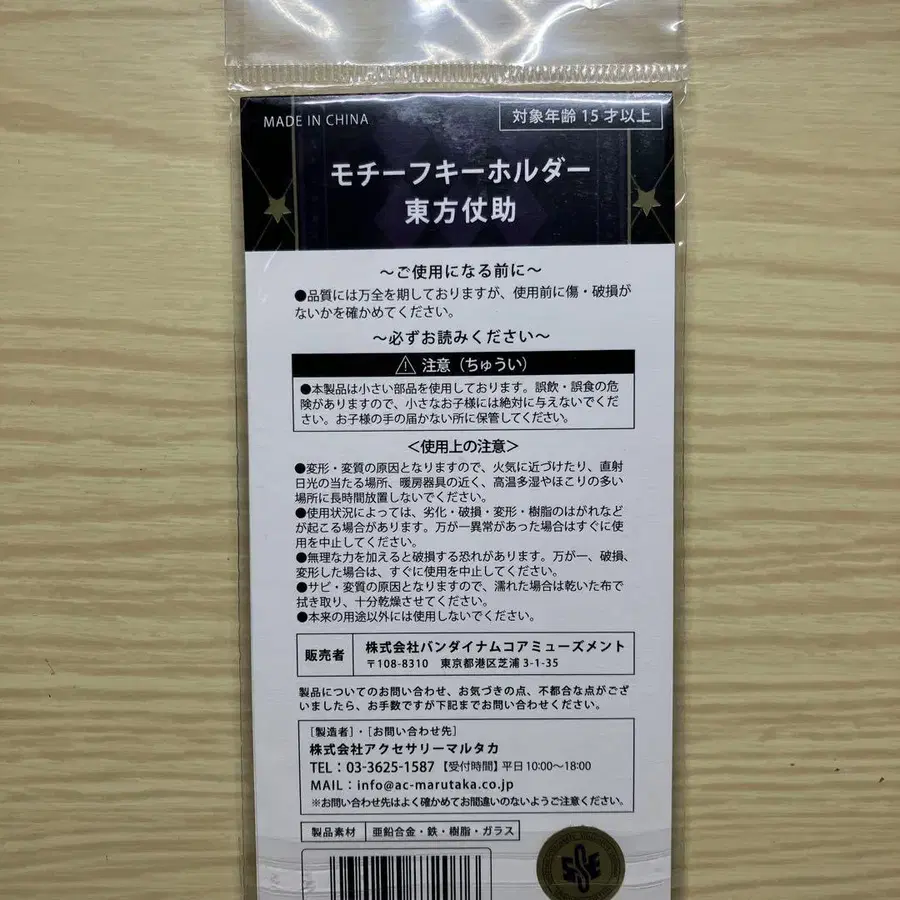 MADE IN CHINA
対象年齢 15 才以上
モチーフキーホルダー
東方仗助
～ご使用になる前に～
●品質には万全を期しておりますが、使用前に傷・破損が
ないかを確かめてください。
～必ずお読みください～
⚠ 注意（ちゅうい）
●本製品は小さい部品を使用しております。誤飲・誤食の危
険がありますので、小さなお子様には絶対に与えないでくだ
さい。お子様の手の届かない所に保管してください。
＜使用上の注意＞
●変形・変質の原因となりますので、火気に近づけたり、直射
日光の当たる場所、暖房器具の近く、高温多湿やほこりの多い
場所に長時間放置しないでください。
●使用状況によっては、劣化・破損・変形・樹脂のはがれなど
が起こる場合があります。万が一異常があった場合はすぐに使
用を中止してください。
●無理な力を加えると破損する恐れがあります。万が一、破損、
変形した場合は、すぐに使用を中止してください。
●サビ・変質の原因となりますので、濡れた場合は乾いた布で
拭き取り、十分乾燥させてください。
●本来の用途以外には使用しないでください。
販売者
株式会社バンダイナムコアミューズメント
〒108-8310 東京都港区芝浦 3-1-35
製品についてのお問い合わせ、お気づきの点、不都合な点がござ
いましたら、お手数ですが下記までお問い合わせください。
［製造者］・［お問い合わせ先］
株式会社アクセサリーマルタカ
TEL：03-3625-1587 【受付時間】平日 10:00～18:00
MAIL：info@ac-marutaka.co.jp
※お問い合わせ先はよく確かめてお間違いのないようご注意ください。
製品素材 亜鉛合金・鉄・樹脂・ガラス